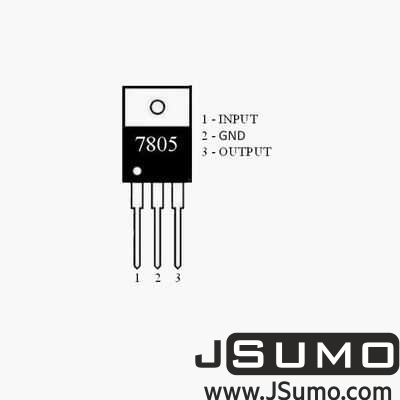 1 - INPUT
2 - GND
3 - OUTPUT
7805
1 2 3
JSUMO
www.JSumo.com